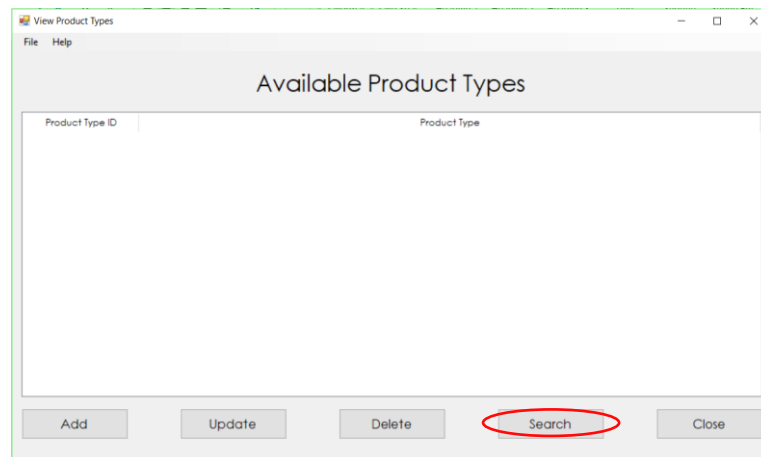 View Product Types
File Help
Available Product Types
Product Type ID Product Type
Add Update Delete Search Close